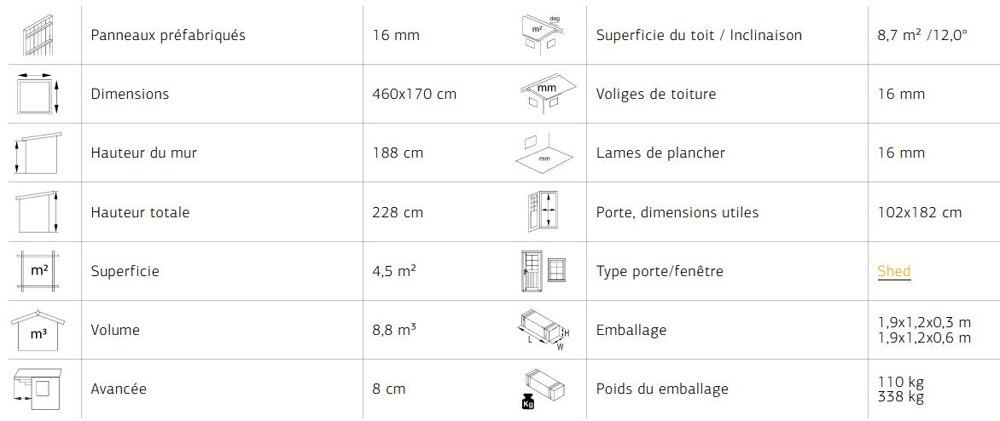 Panneaux préfabriqués 16 mm deg m² Superficie du toit / Inclinaison 8,7 m² /12,0°
Dimensions 460x170 cm mm Voliges de toiture 16 mm
Hauteur du mur 188 cm mm Lames de plancher 16 mm
Hauteur totale 228 cm Porte, dimensions utiles 102x182 cm
m² Superficie 4,5 m² Type porte/fenêtre Shed
m³ Volume 8,8 m³ L W H Emballage 1,9x1,2x0,3 m
1,9x1,2x0,6 m
Avancée 8 cm Kg Poids du emballage 110 kg
338 kg